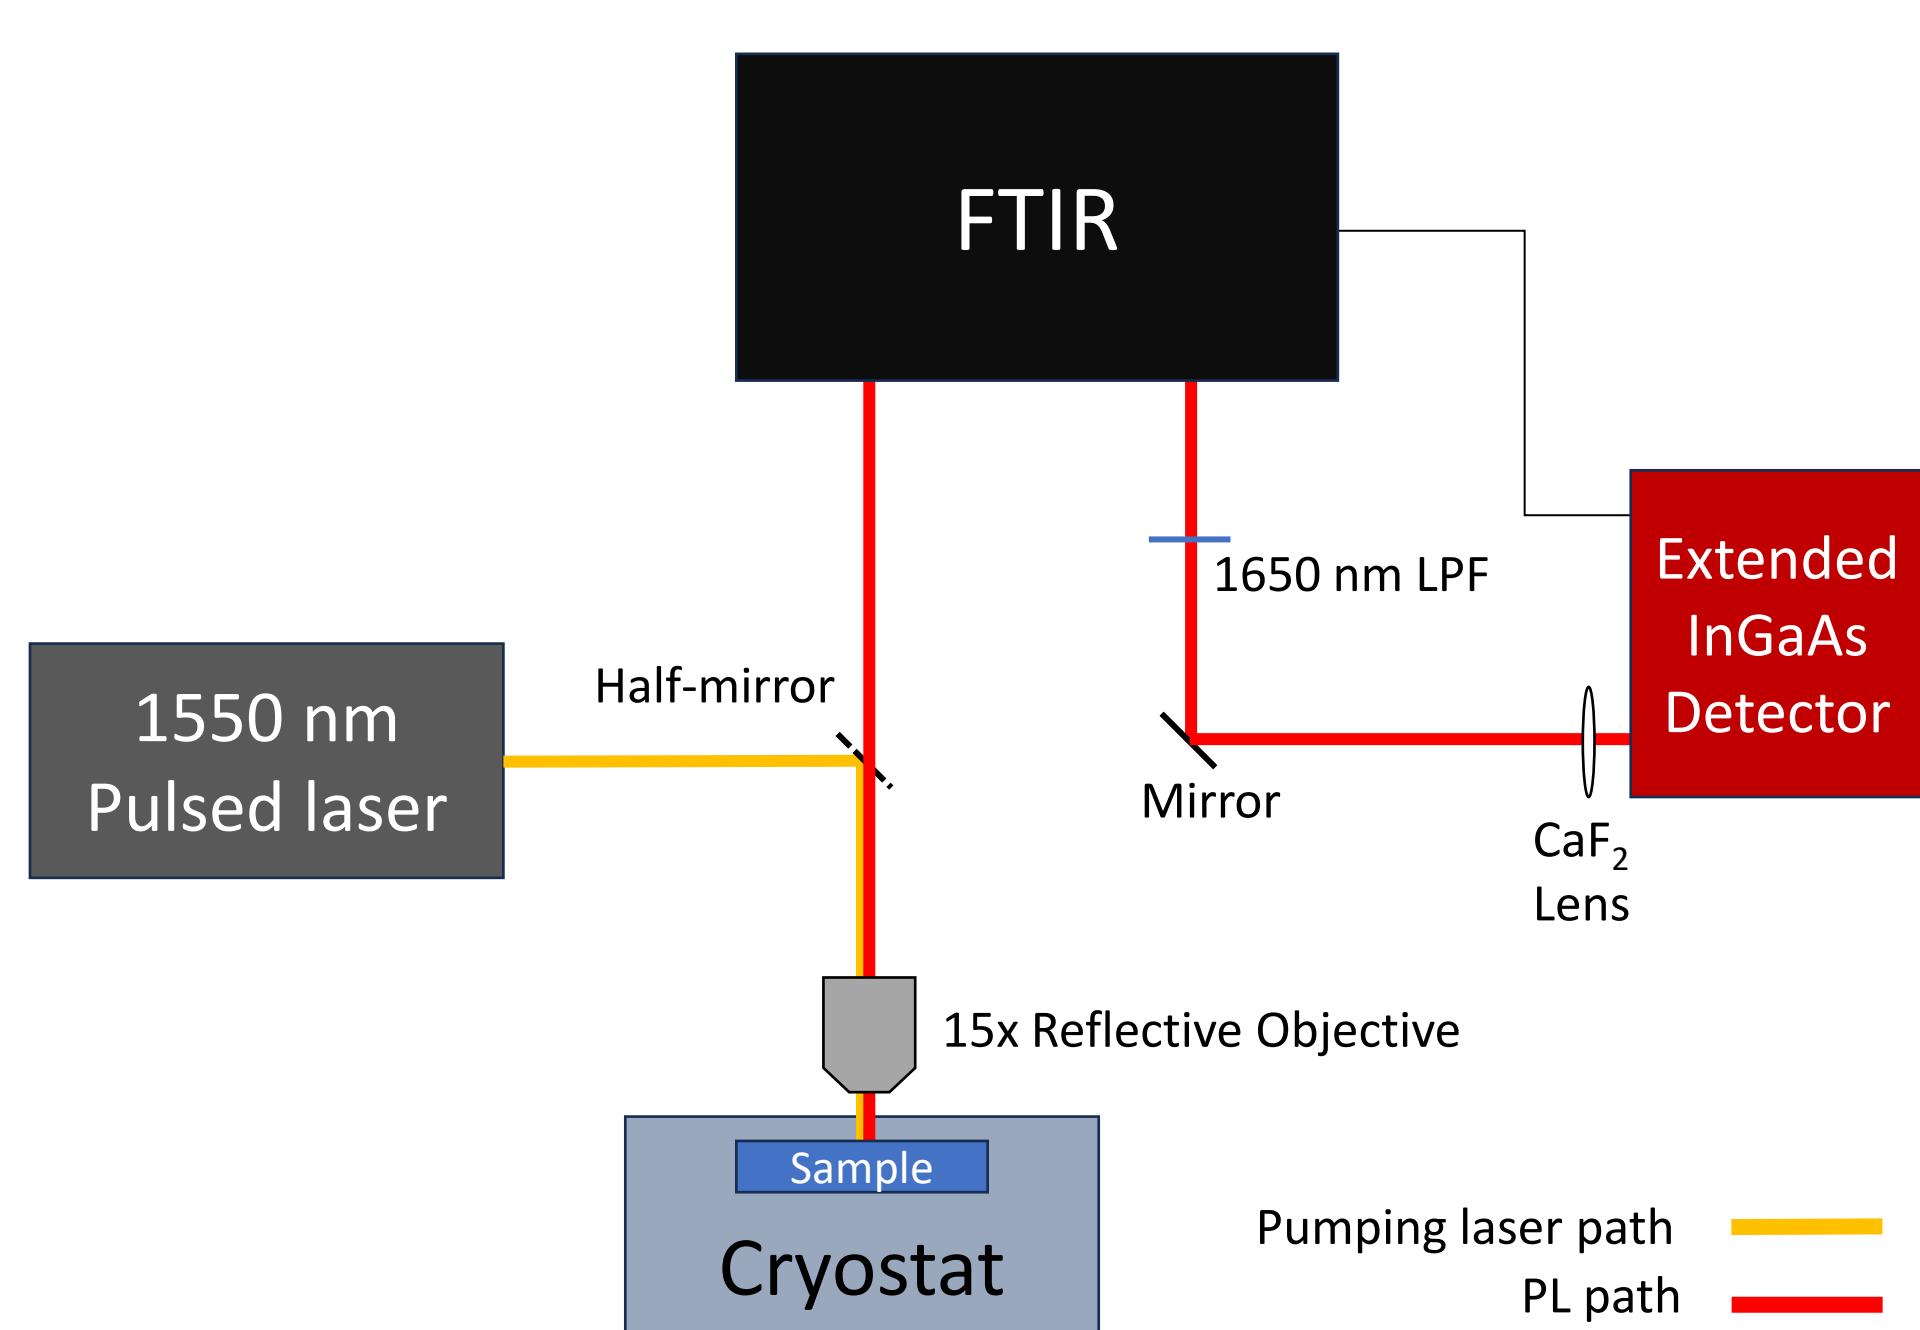 FTIR
1650 nm LPF
Extended
InGaAs
Detector
Half-mirror
1550 nm
Pulsed laser
Mirror
CaF₂
Lens
15x Reflective Objective
Sample
Cryostat
Pumping laser path
PL path